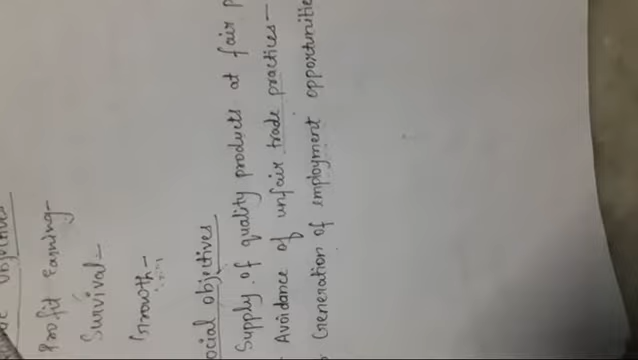 Objectives
Profit Earning-
Survival-
Growth-
ocial objectives
Supply of quality products at fair p
Avoidance of unfair trade practices-
Generation of employment opportunitie